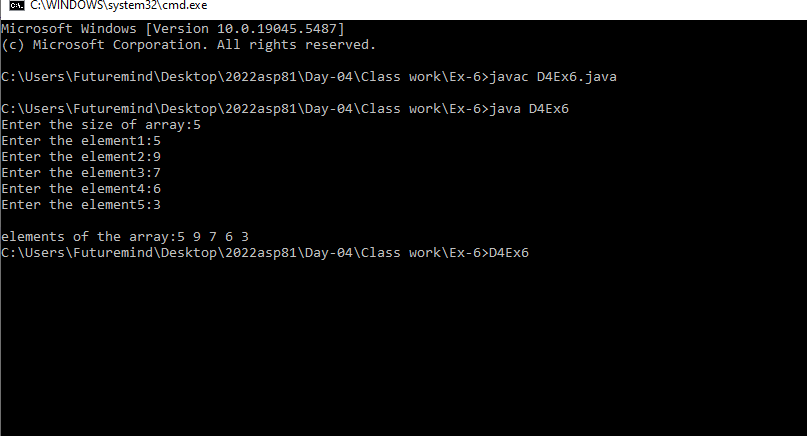 C:\WINDOWS\system32\cmd.exe
Microsoft Windows [Version 10.0.19045.5487]
(c) Microsoft Corporation. All rights reserved.
C:\Users\Futuremind\Desktop\2022asp81\Day-04\Class work\Ex-6>javac D4Ex6.java
C:\Users\Futuremind\Desktop\2022asp81\Day-04\Class work\Ex-6>java D4Ex6
Enter the size of array:5
Enter the element1:5
Enter the element2:9
Enter the element3:7
Enter the element4:6
Enter the element5:3
elements of the array:5 9 7 6 3
C:\Users\Futuremind\Desktop\2022asp81\Day-04\Class work\Ex-6>D4Ex6